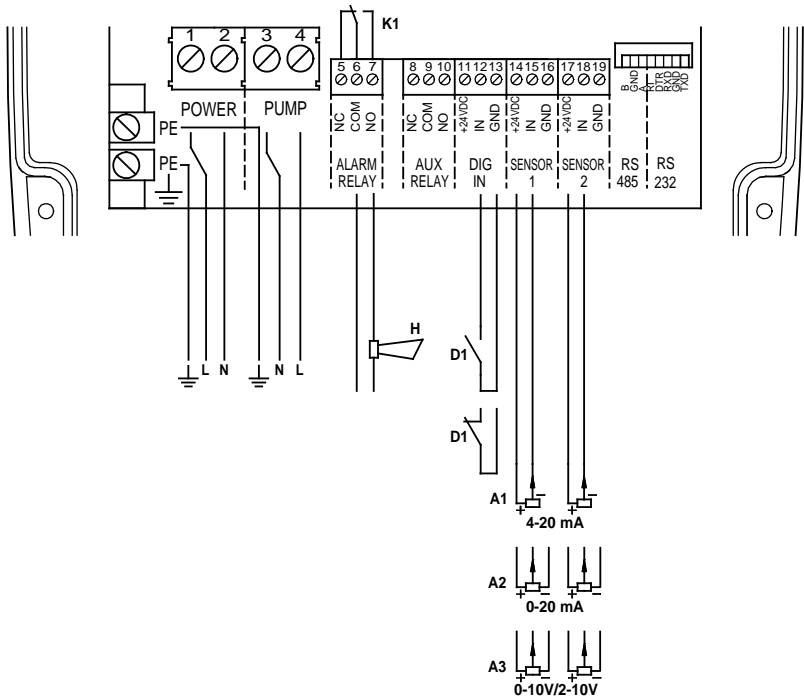 K1
1 2 3 4
5 6 7 8 9 10 11 12 13 14 15 16 17 18 19
NC COM NO NC COM NO +24VDC IN GND +24VDC IN GND +24VDC IN GND
B GND A RI DTR RXD GND TXD
POWER PUMP
PE
PE
ALARM RELAY
AUX RELAY
DIG IN
SENSOR 1
SENSOR 2
RS 485
RS 232
H
L N N L
D1
D1
A1 + − + −
4-20 mA
A2 + − + −
0-20 mA
A3 + − + −
0-10V/2-10V